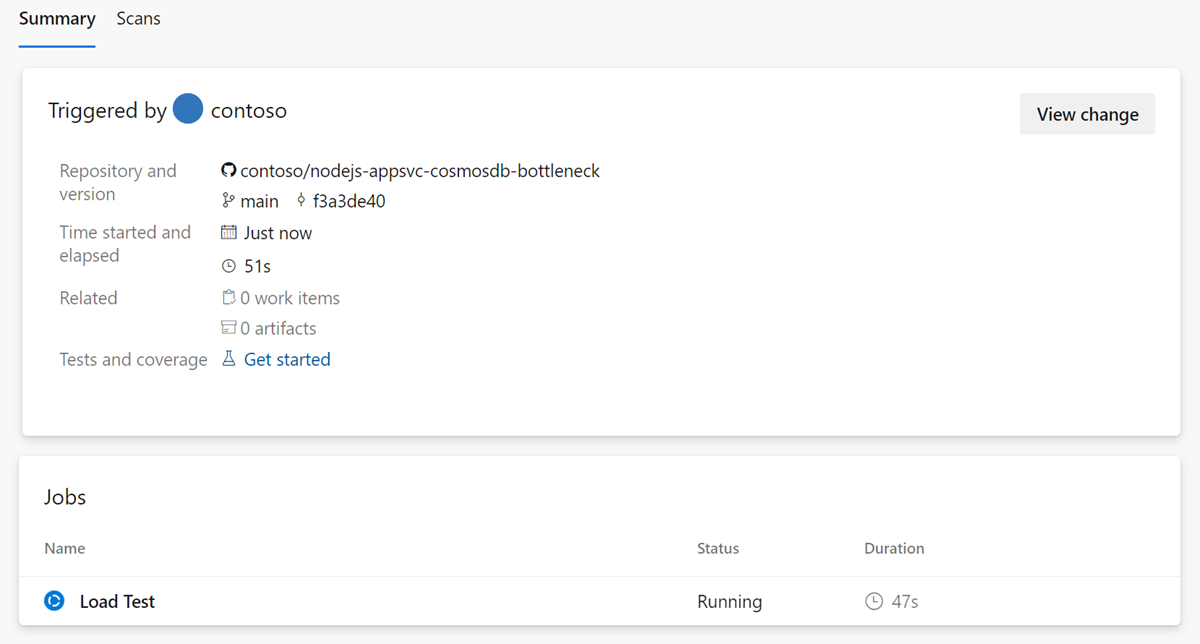 Summary Scans
Triggered by contoso
View change
Repository and version
contoso/nodejs-appsvc-cosmosdb-bottleneck
main f3a3de40
Time started and elapsed
Just now
51s
Related
0 work items
0 artifacts
Tests and coverage
Get started
Jobs
Name Status Duration
Load Test Running 47s